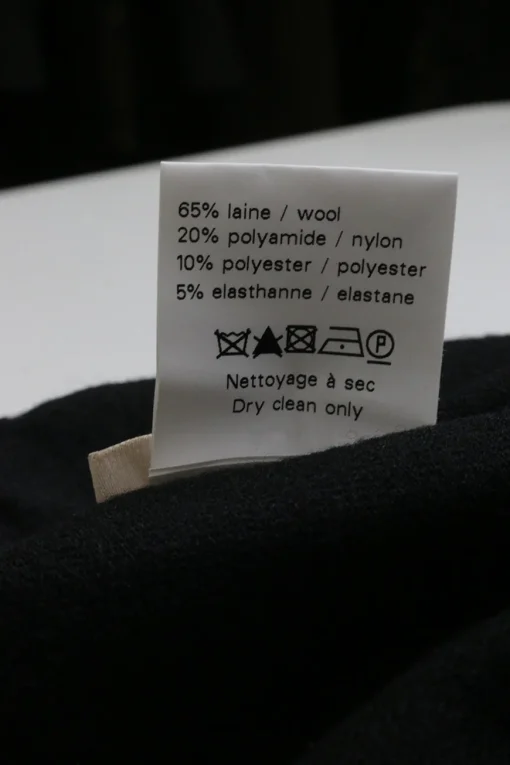 65% laine / wool
20% polyamide / nylon
10% polyester / polyester
5% elasthanne / elastane
P
Nettoyage à sec
Dry clean only